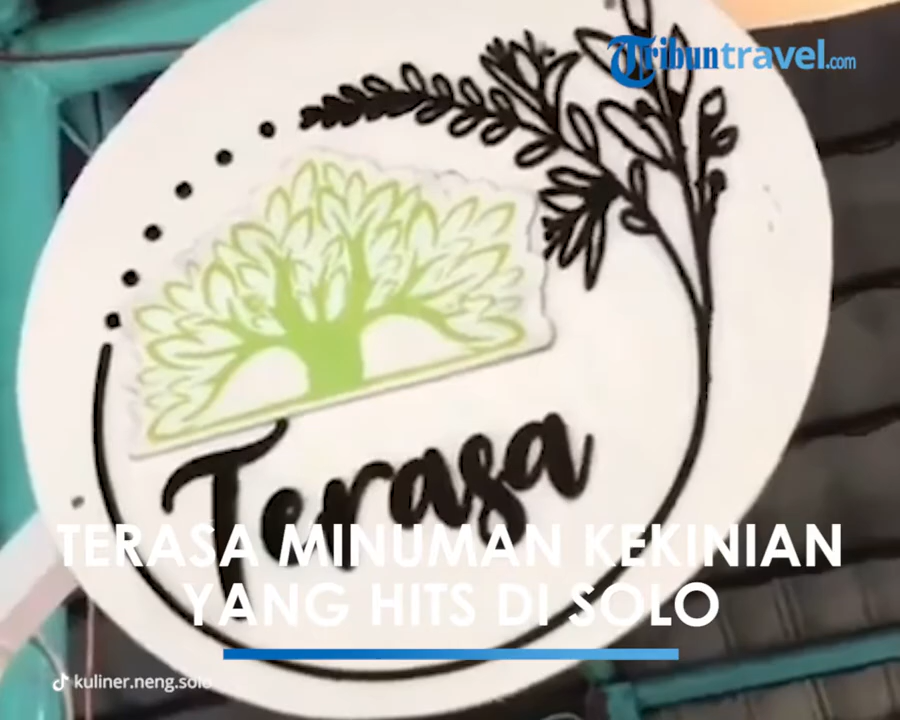 Tribuntravel.com
Terasa
TERASA MINUMAN KEKINIAN
YANG HITS DI SOLO
kuliner.neng.solo